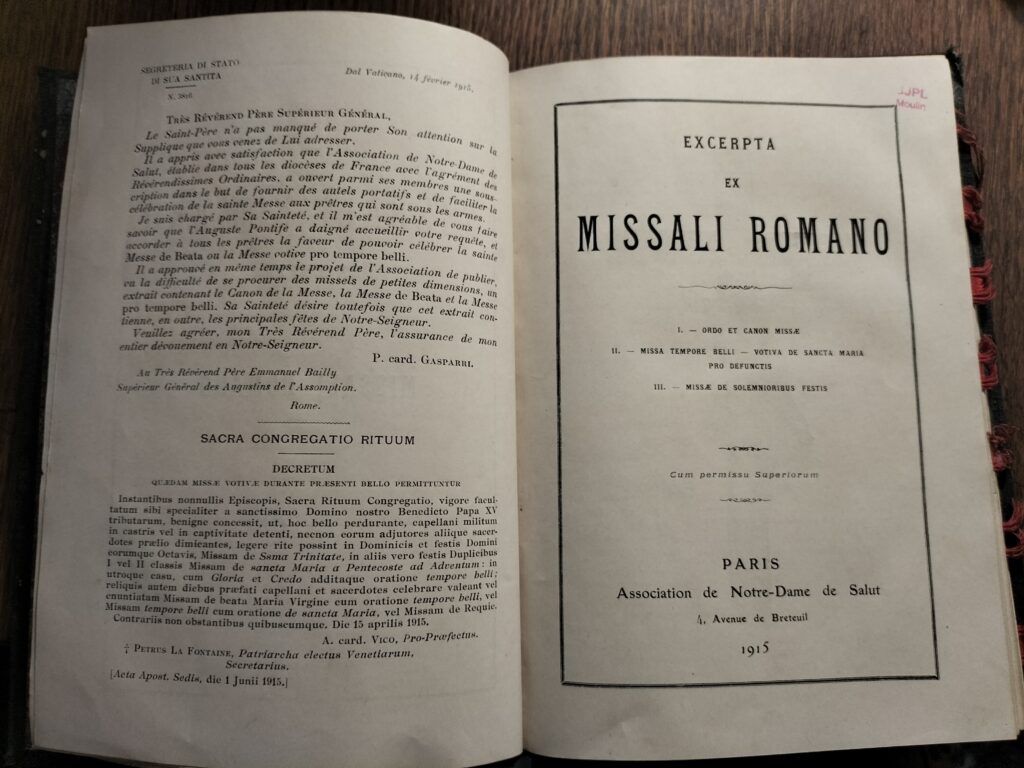 SEGRETERIA DI STATO
DI SUA SANTITA
N. 3816
Dal Vaticano, 14 février 1915.
TRÈS RÉVÉREND PÈRE SUPÉRIEUR GÉNÉRAL,
Le Saint-Père n'a pas manqué de porter Son attention sur la
Supplique que vous venez de Lui adresser.
Il a appris avec satisfaction que l'Association de Notre-Dame de
Salut, établie dans tous les diocèses de France avec l'agrément des
Révérendissimes Ordinaires, a ouvert parmi ses membres une sous-
cription dans le but de fournir des autels portatifs et de faciliter la
célébration de la sainte Messe aux prêtres qui sont sous les armes.
Je suis chargé par Sa Sainteté, et il m'est agréable de vous faire
savoir que l'Auguste Pontife a daigné accueillir votre requête, et
accorder à tous les prêtres la faveur de pouvoir célébrer la sainte
Messe de Beata ou la Messe votive pro tempore belli.
Il a approuvé en même temps le projet de l'Association de publier,
vu la difficulté de se procurer des missels de petites dimensions, un
extrait contenant le Canon de la Messe, la Messe de Beata et la Messe
pro tempore belli. Sa Sainteté désire toutefois que cet extrait con-
tienne, en outre, les principales fêtes de Notre-Seigneur.
Veuillez agréer, mon Très Révérend Père, l'assurance de mon
entier dévouement en Notre-Seigneur.
P. card. GASPARRI.
Au Très Révérend Père Emmanuel Bailly
Supérieur Général des Augustins de l'Assomption.
Rome.
SACRA CONGREGATIO RITUUM
DECRETUM
QUÆDAM MISSÆ VOTIVÆ DURANTE PRÆSENTI BELLO PERMITTUNTUR
Instantibus nonnullis Episcopis, Sacra Rituum Congregatio, vigore facul-
tatum sibi specialiter a sanctissimo Domino nostro Benedicto Papa XV
tributarum, benigne concessit, ut, hoc bello perdurante, capellani militum
in castris vel in captivitate detenti, necnon eorum adjutores aliique sacer-
dotes prælio dimicantes, legere rite possint in Dominicis et festis Domini
eorumque Octavis, Missam de Ssma Trinitate, in aliis vero festis Duplicibus
I vel II classis Missam de sancta Maria a Pentecoste ad Adventum : in
utroque casu, cum Gloria et Credo additaque oratione tempore belli ;
reliquis autem diebus præfati capellani et sacerdotes celebrare valeant vel
enuntiatam Missam de beata Maria Virgine cum oratione tempore belli, vel
Missam tempore belli cum oratione de sancta Maria, vel Missam de Requie.
Contrariis non obstantibus quibuscumque. Die 15 aprilis 1915.
A. card. VICO, Pro-Præfectus.
† PETRUS LA FONTAINE, Patriarcha electus Venetiarum,
Secretarius.
[Acta Apost. Sedis, die 1 Junii 1915.]
JPL
Moulin
EXCERPTA
EX
MISSALI ROMANO
I. — ORDO ET CANON MISSÆ
II. — MISSA TEMPORE BELLI — VOTIVA DE SANCTA MARIA
PRO DEFUNCTIS
III. — MISSÆ DE SOLEMNIORIBUS FESTIS
Cum permissu Superiorum
PARIS
Association de Notre-Dame de Salut
4, Avenue de Breteuil
1915